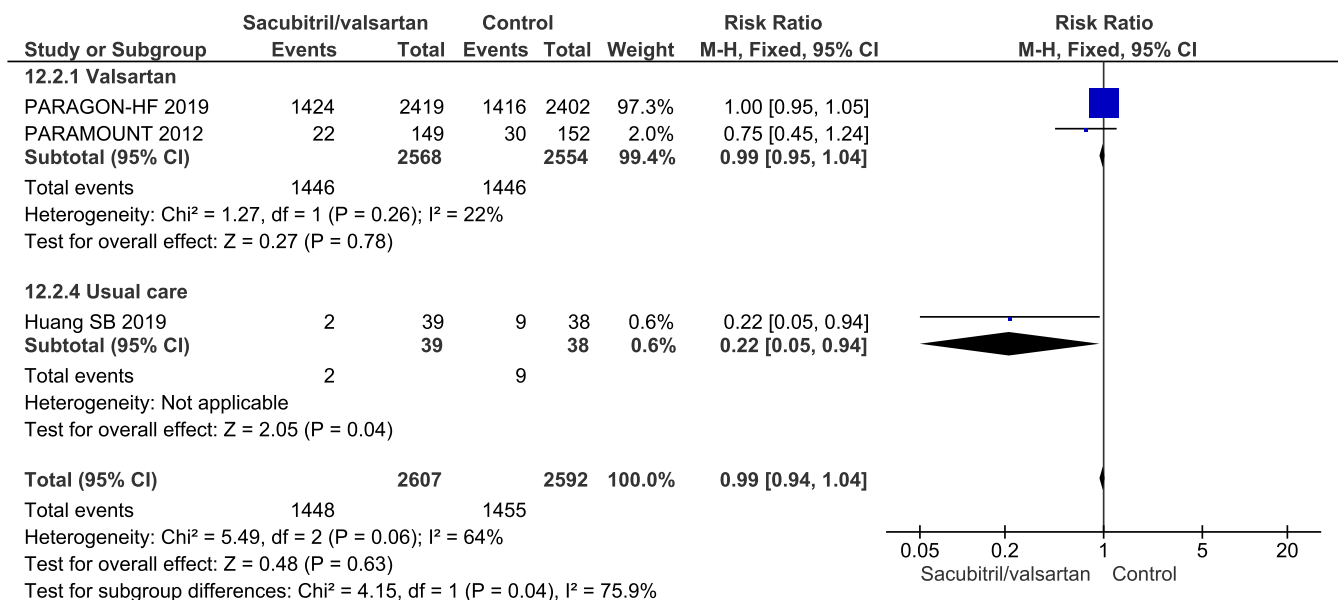 Sacubitril/valsartan Control Risk Ratio Risk Ratio
Study or Subgroup Events Total Events Total Weight M-H, Fixed, 95% CI M-H, Fixed, 95% CI
12.2.1 Valsartan
PARAGON-HF 2019 1424 2419 1416 2402 97.3% 1.00 [0.95, 1.05]
PARAMOUNT 2012 22 149 30 152 2.0% 0.75 [0.45, 1.24]
Subtotal (95% CI) 2568 2554 99.4% 0.99 [0.95, 1.04]
Total events 1446 1446
Heterogeneity: Chi² = 1.27, df = 1 (P = 0.26); I² = 22%
Test for overall effect: Z = 0.27 (P = 0.78)
12.2.4 Usual care
Huang SB 2019 2 39 9 38 0.6% 0.22 [0.05, 0.94]
Subtotal (95% CI) 39 38 0.6% 0.22 [0.05, 0.94]
Total events 2 9
Heterogeneity: Not applicable
Test for overall effect: Z = 2.05 (P = 0.04)
Total (95% CI) 2607 2592 100.0% 0.99 [0.94, 1.04]
Total events 1448 1455
Heterogeneity: Chi² = 5.49, df = 2 (P = 0.06); I² = 64%
Test for overall effect: Z = 0.48 (P = 0.63)
Test for subgroup differences: Chi² = 4.15, df = 1 (P = 0.04), I² = 75.9%
0.05 0.2 1 5 20
Sacubitril/valsartan Control